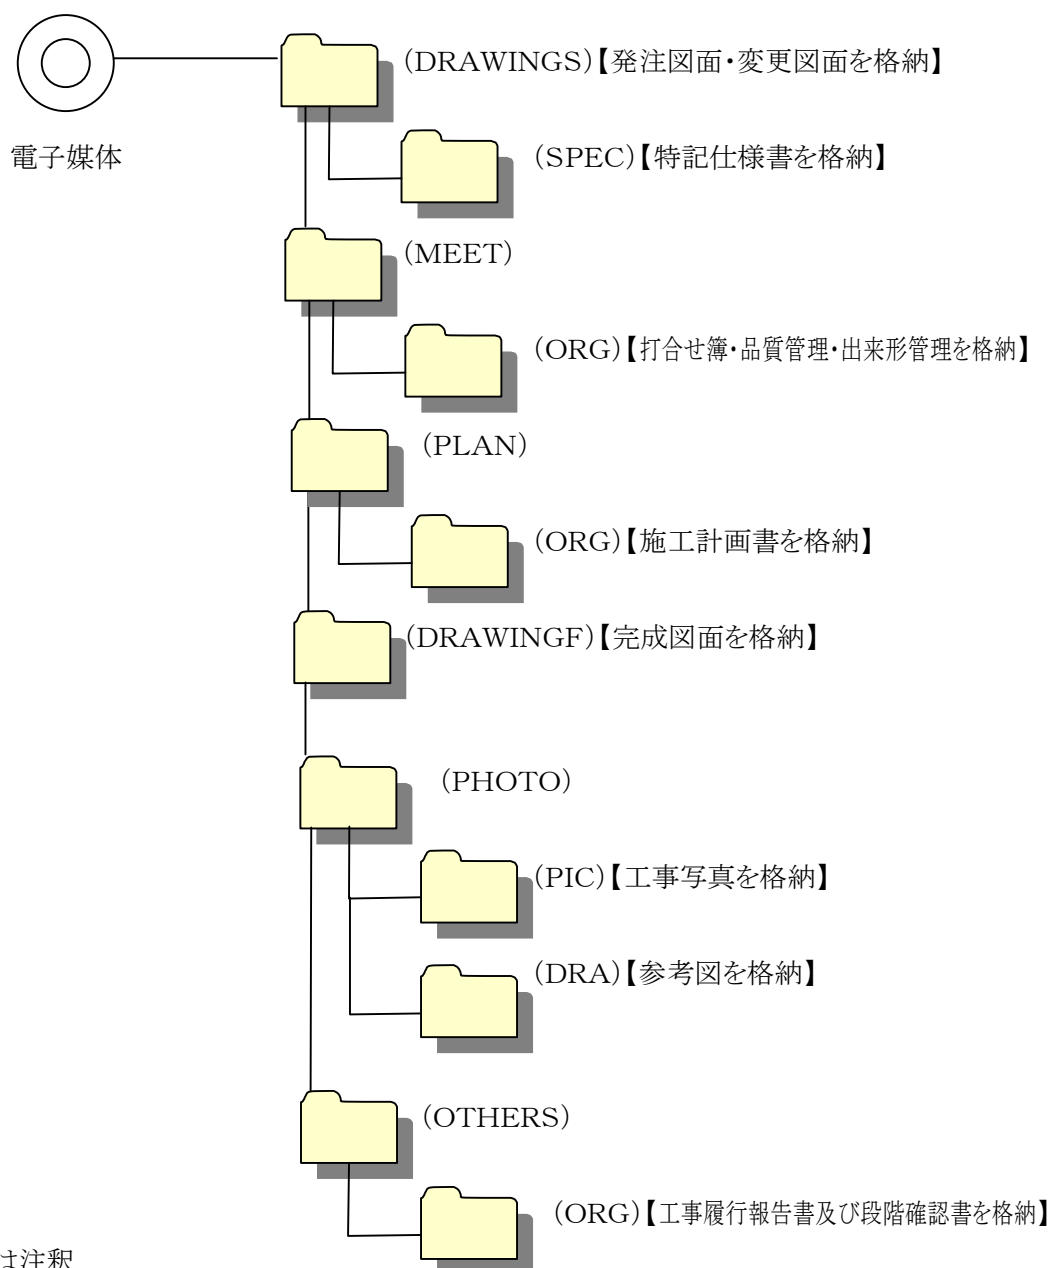 (DRAWINGS)【発注図面・変更図面を格納】
電子媒体
(SPEC)【特記仕様書を格納】
(MEET)
(ORG)【打合せ簿・品質管理・出来形管理を格納】
(PLAN)
(ORG)【施工計画書を格納】
(DRAWINGF)【完成図面を格納】
(PHOTO)
(PIC)【工事写真を格納】
(DRA)【参考図を格納】
(OTHERS)
(ORG)【工事履行報告書及び段階確認書を格納】
は注釈